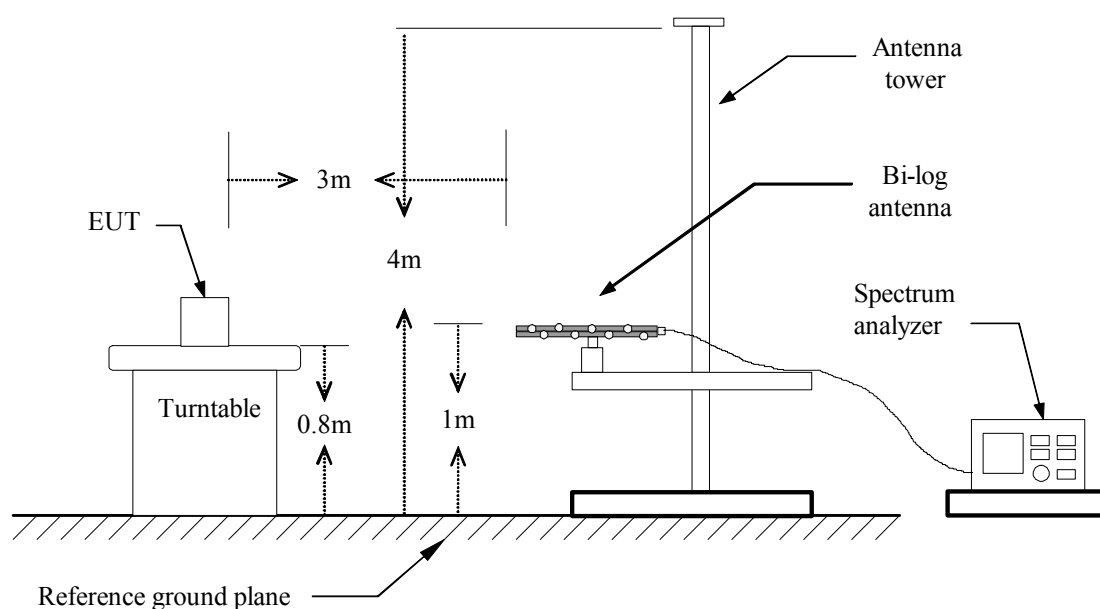 Antenna
tower
3m
Bi-log
antenna
EUT
4m
Spectrum
analyzer
Turntable
0.8m
1m
Reference ground plane